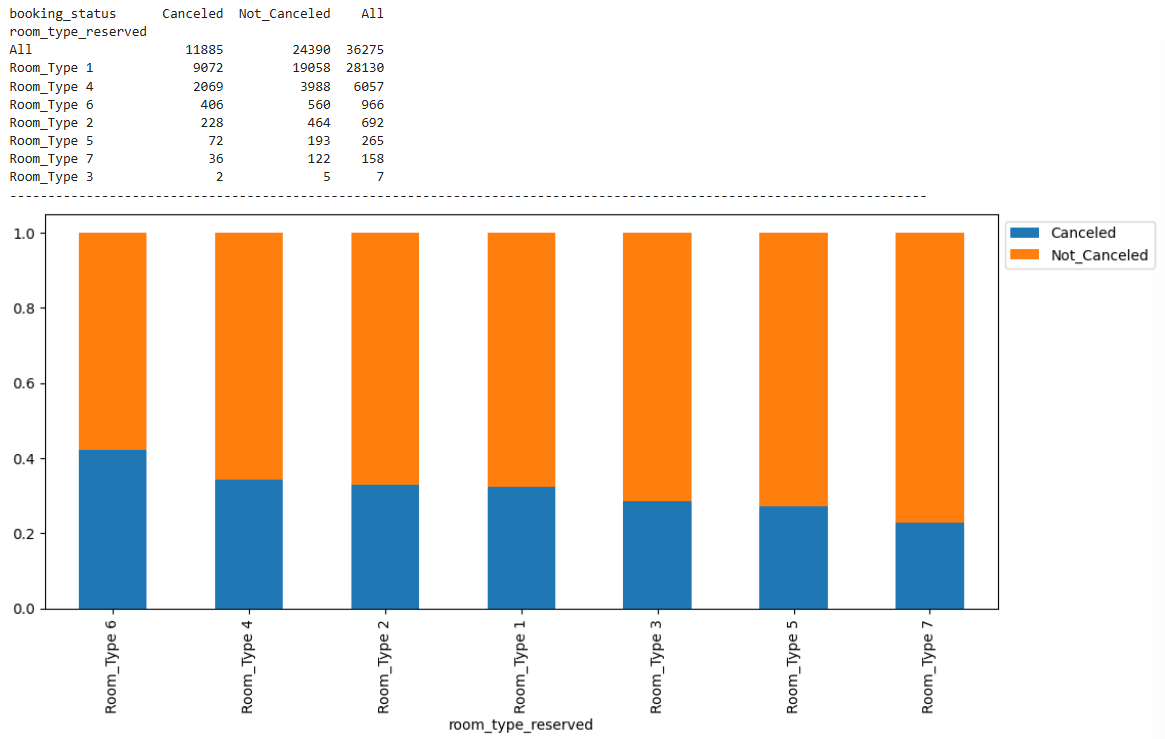 booking_status Canceled Not_Canceled All
room_type_reserved
All 11885 24390 36275
Room_Type 1 9072 19058 28130
Room_Type 4 2069 3988 6057
Room_Type 6 406 560 966
Room_Type 2 228 464 692
Room_Type 5 72 193 265
Room_Type 7 36 122 158
Room_Type 3 2 5 7
------------------------------------------------------------------------------------------------------------------------
1.0
0.8
0.6
0.4
0.2
0.0
Canceled
Not_Canceled
Room_Type 6
Room_Type 4
Room_Type 2
Room_Type 1
Room_Type 3
Room_Type 5
Room_Type 7
room_type_reserved